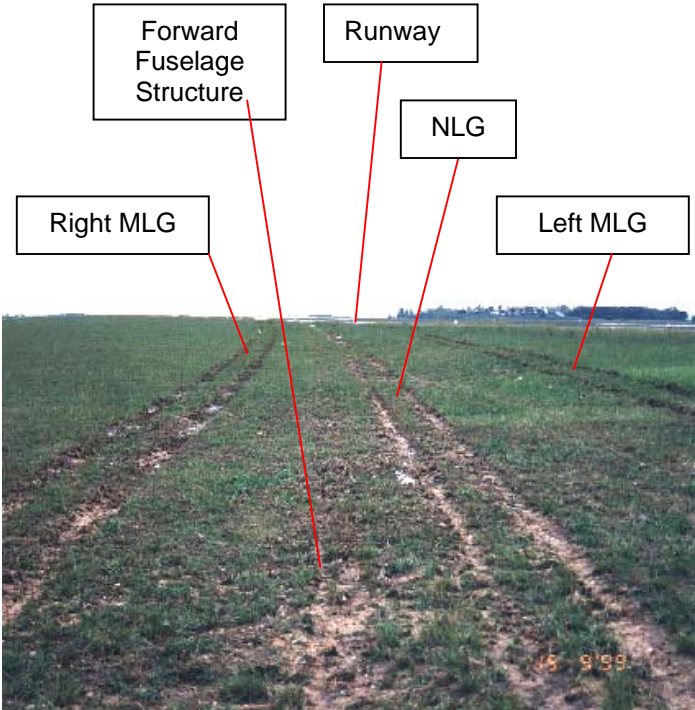 Forward
Fuselage
Structure
Runway
NLG
Right MLG
Left MLG
15 9'99